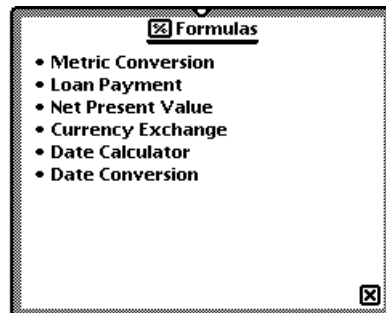 Formulas
• Metric Conversion
• Loan Payment
• Net Present Value
• Currency Exchange
• Date Calculator
• Date Conversion